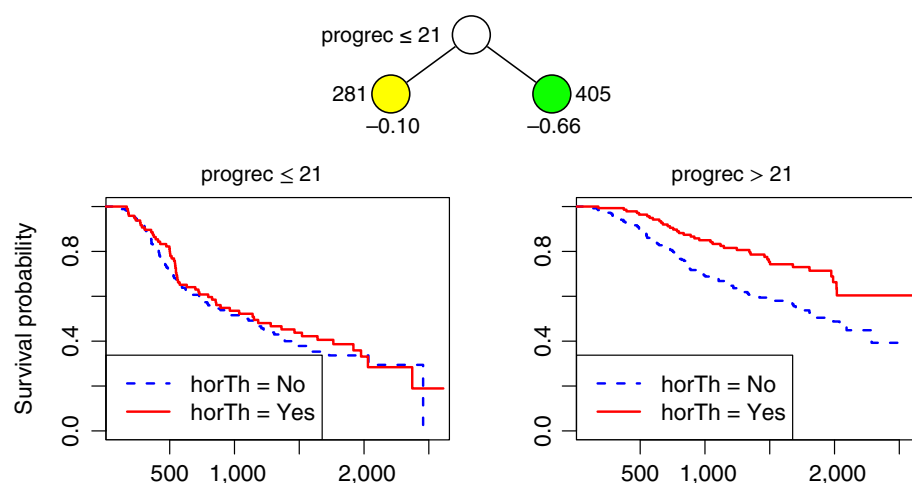 progrec ≤ 21
281 405
−0.10 −0.66
progrec ≤ 21 progrec > 21
Survival probability
0.8 0.8
0.4 0.4
0.0 0.0
horTh = No horTh = No
horTh = Yes horTh = Yes
500 1,000 2,000 500 1,000 2,000